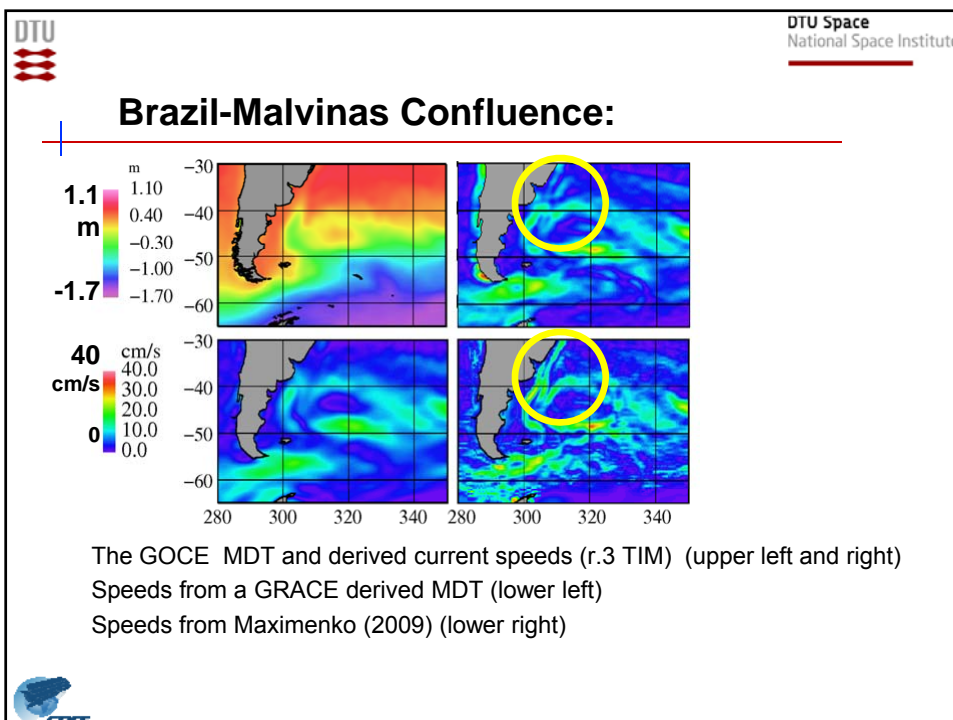 DTU
DTU Space
National Space Institute
Brazil-Malvinas Confluence:
1.1
m
-1.7
m
1.10
0.40
−0.30
−1.00
−1.70
−30
−40
−50
−60
40
cm/s
0
cm/s
40.0
30.0
20.0
10.0
0.0
−30
−40
−50
−60
280 300 320 340 280 300 320 340
The GOCE MDT and derived current speeds (r.3 TIM) (upper left and right)
Speeds from a GRACE derived MDT (lower left)
Speeds from Maximenko (2009) (lower right)